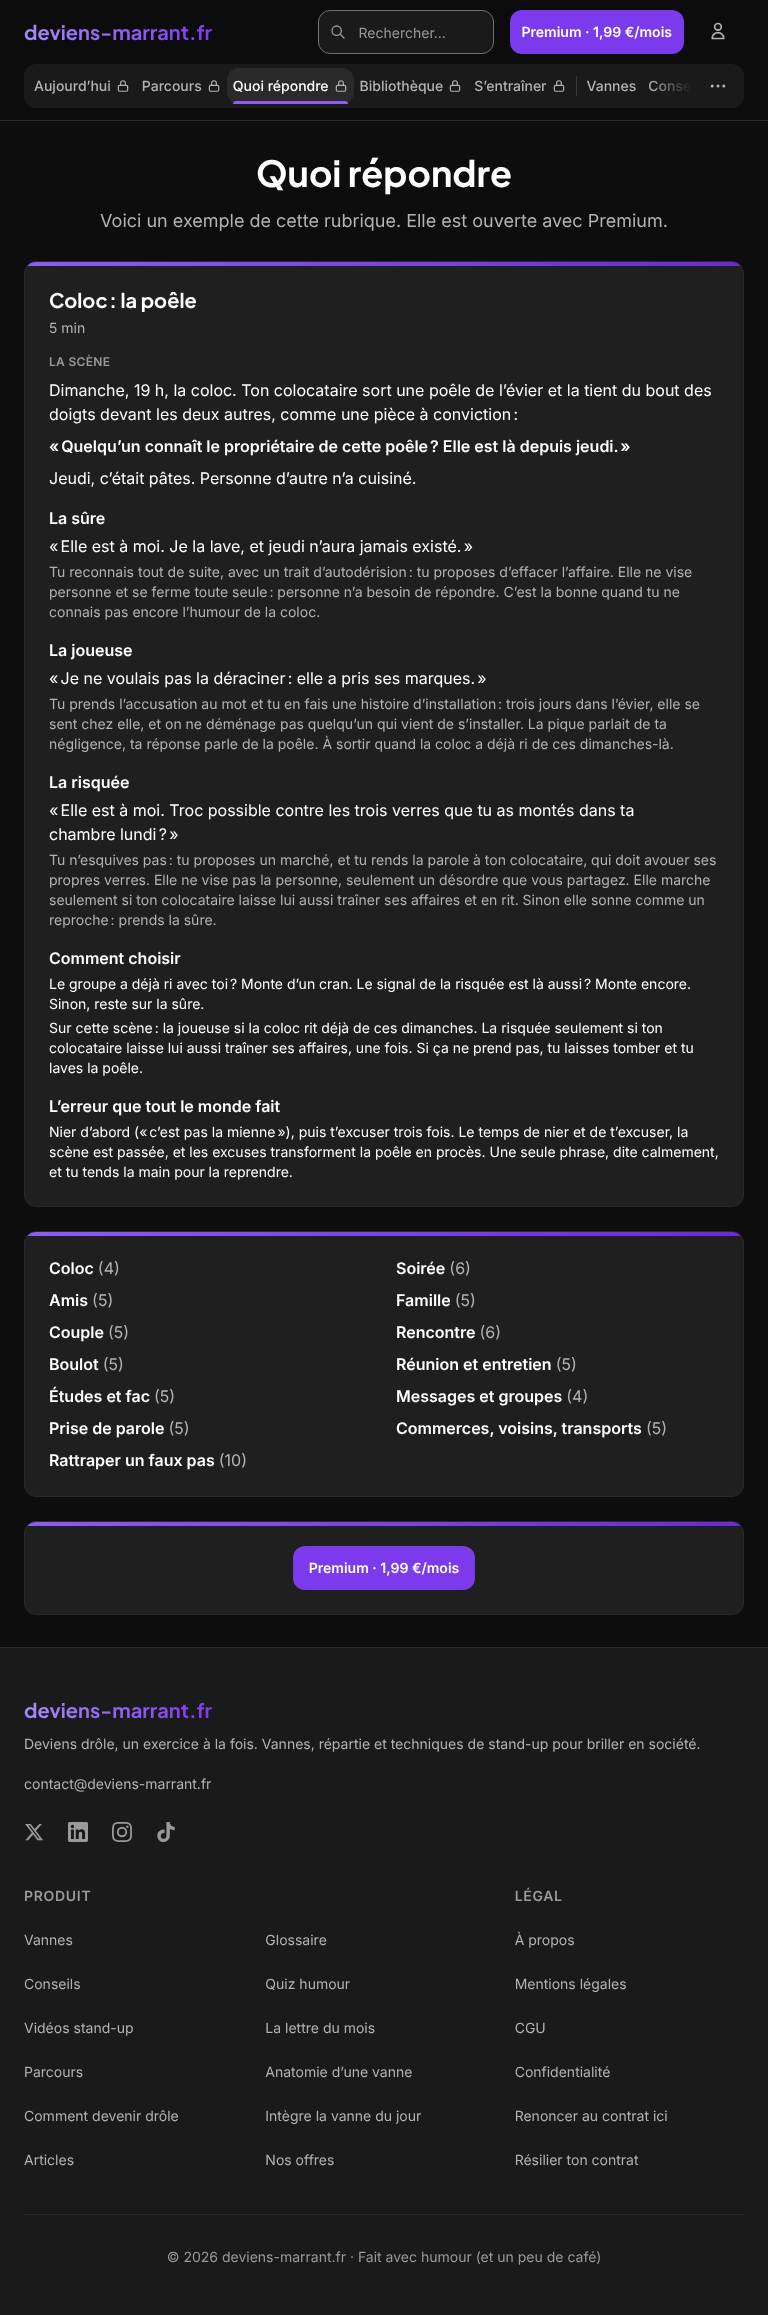 deviens-marrant.fr
Rechercher...
Premium · 1,99 €/mois
Aujourd’hui
Parcours
Quoi répondre
Bibliothèque
S’entraîner
Vannes
Conse
Quoi répondre
Voici un exemple de cette rubrique. Elle est ouverte avec Premium.
Coloc : la poêle
5 min
LA SCÈNE
Dimanche, 19 h, la coloc. Ton colocataire sort une poêle de l’évier et la tient du bout des
doigts devant les deux autres, comme une pièce à conviction :
« Quelqu’un connaît le propriétaire de cette poêle ? Elle est là depuis jeudi. »
Jeudi, c’était pâtes. Personne d’autre n’a cuisiné.
La sûre
« Elle est à moi. Je la lave, et jeudi n’aura jamais existé. »
Tu reconnais tout de suite, avec un trait d’autodérision : tu proposes d’effacer l’affaire. Elle ne vise
personne et se ferme toute seule : personne n’a besoin de répondre. C’est la bonne quand tu ne
connais pas encore l’humour de la coloc.
La joueuse
« Je ne voulais pas la déraciner : elle a pris ses marques. »
Tu prends l’accusation au mot et tu en fais une histoire d’installation : trois jours dans l’évier, elle se
sent chez elle, et on ne déménage pas quelqu’un qui vient de s’installer. La pique parlait de ta
négligence, ta réponse parle de la poêle. À sortir quand la coloc a déjà ri de ces dimanches-là.
La risquée
« Elle est à moi. Troc possible contre les trois verres que tu as montés dans ta
chambre lundi ? »
Tu n’esquives pas : tu proposes un marché, et tu rends la parole à ton colocataire, qui doit avouer ses
propres verres. Elle ne vise pas la personne, seulement un désordre que vous partagez. Elle marche
seulement si ton colocataire laisse lui aussi traîner ses affaires et en rit. Sinon elle sonne comme un
reproche : prends la sûre.
Comment choisir
Le groupe a déjà ri avec toi ? Monte d’un cran. Le signal de la risquée est là aussi ? Monte encore.
Sinon, reste sur la sûre.
Sur cette scène : la joueuse si la coloc rit déjà de ces dimanches. La risquée seulement si ton
colocataire laisse lui aussi traîner ses affaires, une fois. Si ça ne prend pas, tu laisses tomber et tu
laves la poêle.
L’erreur que tout le monde fait
Nier d’abord (« c’est pas la mienne »), puis t’excuser trois fois. Le temps de nier et de t’excuser, la
scène est passée, et les excuses transforment la poêle en procès. Une seule phrase, dite calmement,
et tu tends la main pour la reprendre.
Coloc (4)
Soirée (6)
Amis (5)
Famille (5)
Couple (5)
Rencontre (6)
Boulot (5)
Réunion et entretien (5)
Études et fac (5)
Messages et groupes (4)
Prise de parole (5)
Commerces, voisins, transports (5)
Rattraper un faux pas (10)
Premium · 1,99 €/mois
deviens-marrant.fr
Deviens drôle, un exercice à la fois. Vannes, répartie et techniques de stand-up pour briller en société.
contact@deviens-marrant.fr
PRODUIT
LÉGAL
Vannes
Glossaire
À propos
Conseils
Quiz humour
Mentions légales
Vidéos stand-up
La lettre du mois
CGU
Parcours
Anatomie d’une vanne
Confidentialité
Comment devenir drôle
Intègre la vanne du jour
Renoncer au contrat ici
Articles
Nos offres
Résilier ton contrat
© 2026 deviens-marrant.fr · Fait avec humour (et un peu de café)